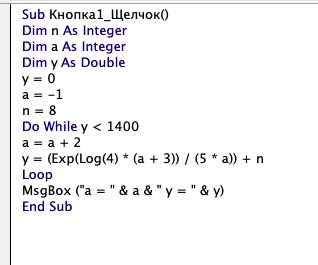 Sub Кнопка1_Щелчок()
Dim n As Integer
Dim a As Integer
Dim y As Double
y = 0
a = -1
n = 8
Do While y < 1400
a = a + 2
y = (Exp(Log(4) * (a + 3)) / (5 * a)) + n
Loop
MsgBox ("a = " & a & " y = " & y)
End Sub